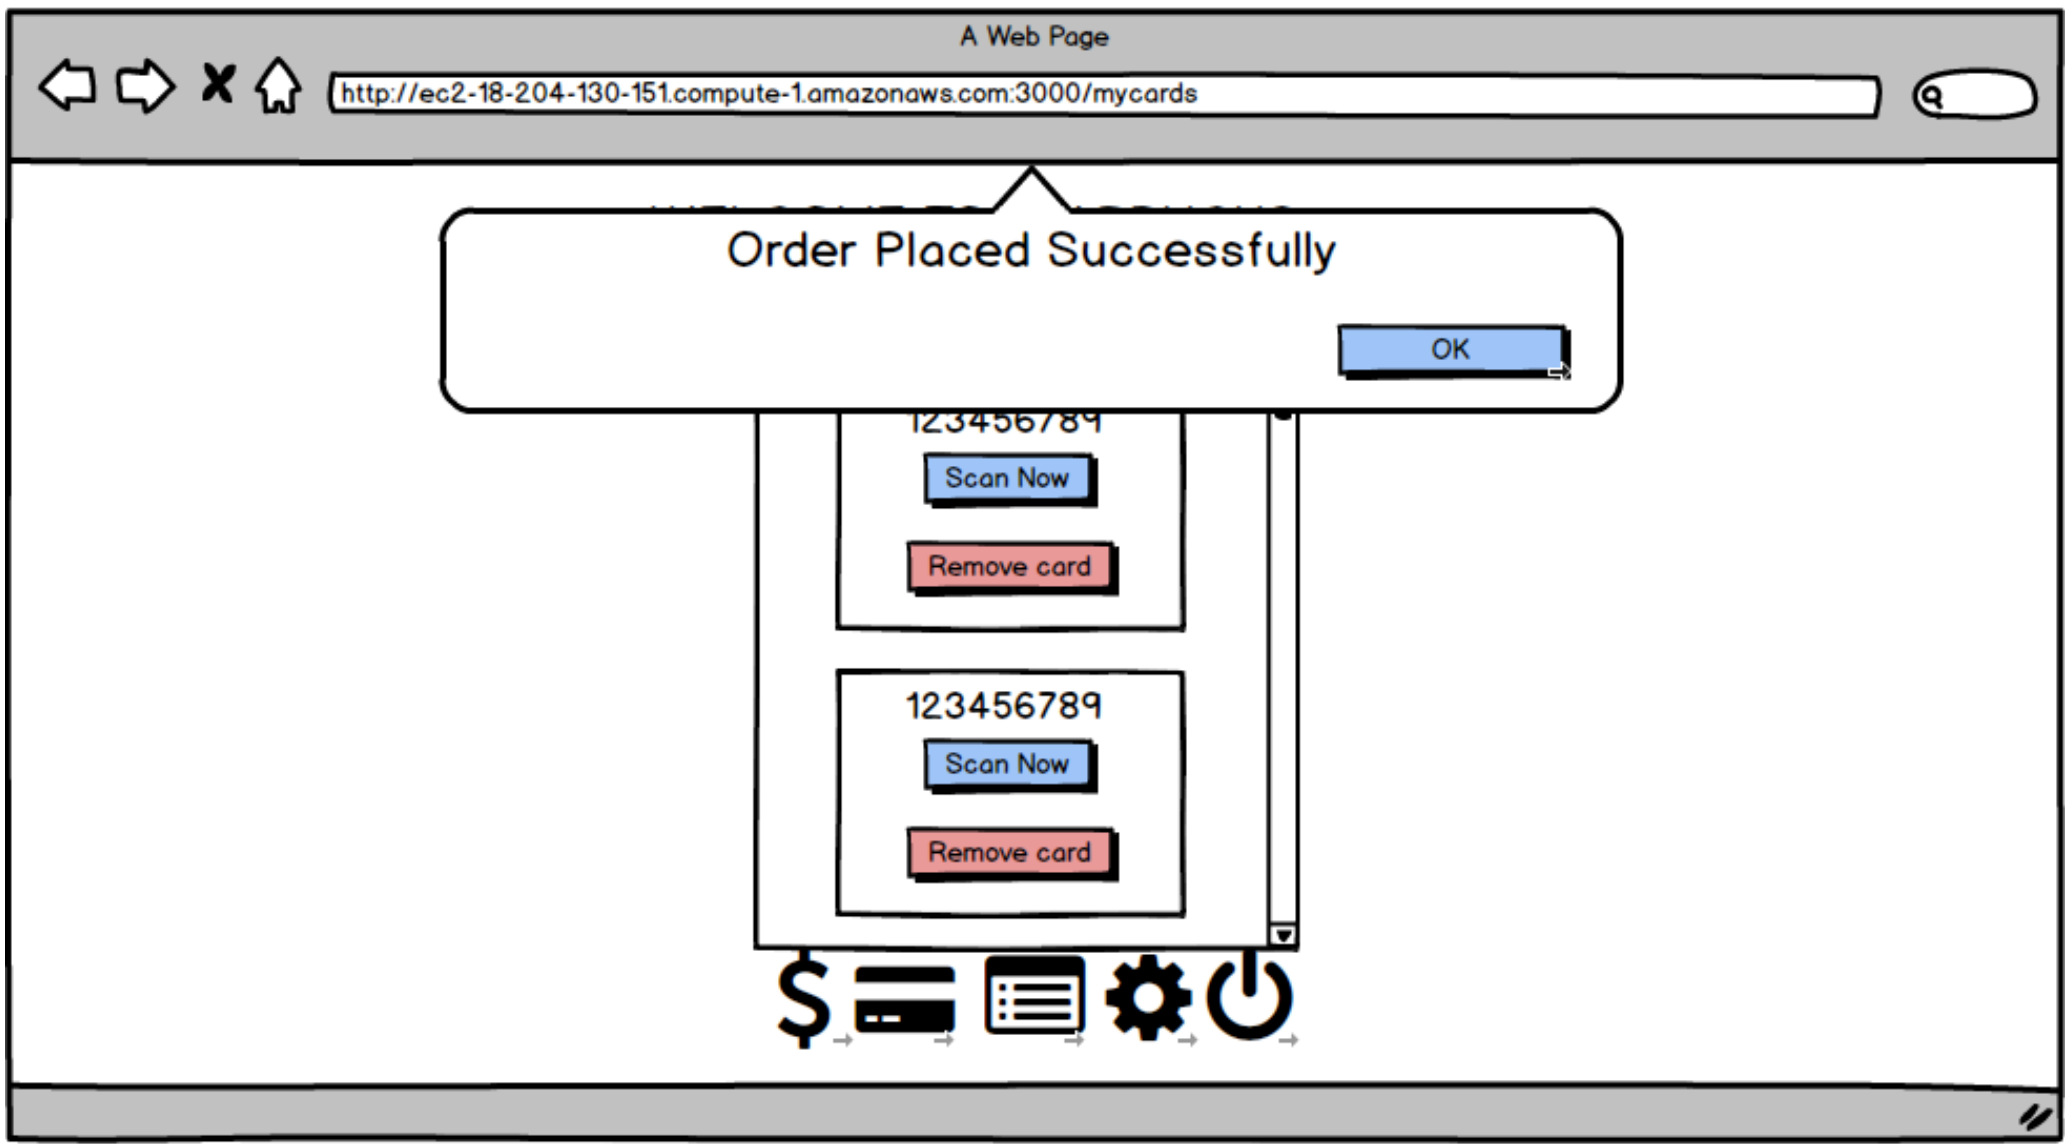 A Web Page
http://ec2-18-204-130-151.compute-1.amazonaws.com:3000/mycards
Order Placed Successfully
OK
123456789
Scan Now
Remove card
123456789
Scan Now
Remove card